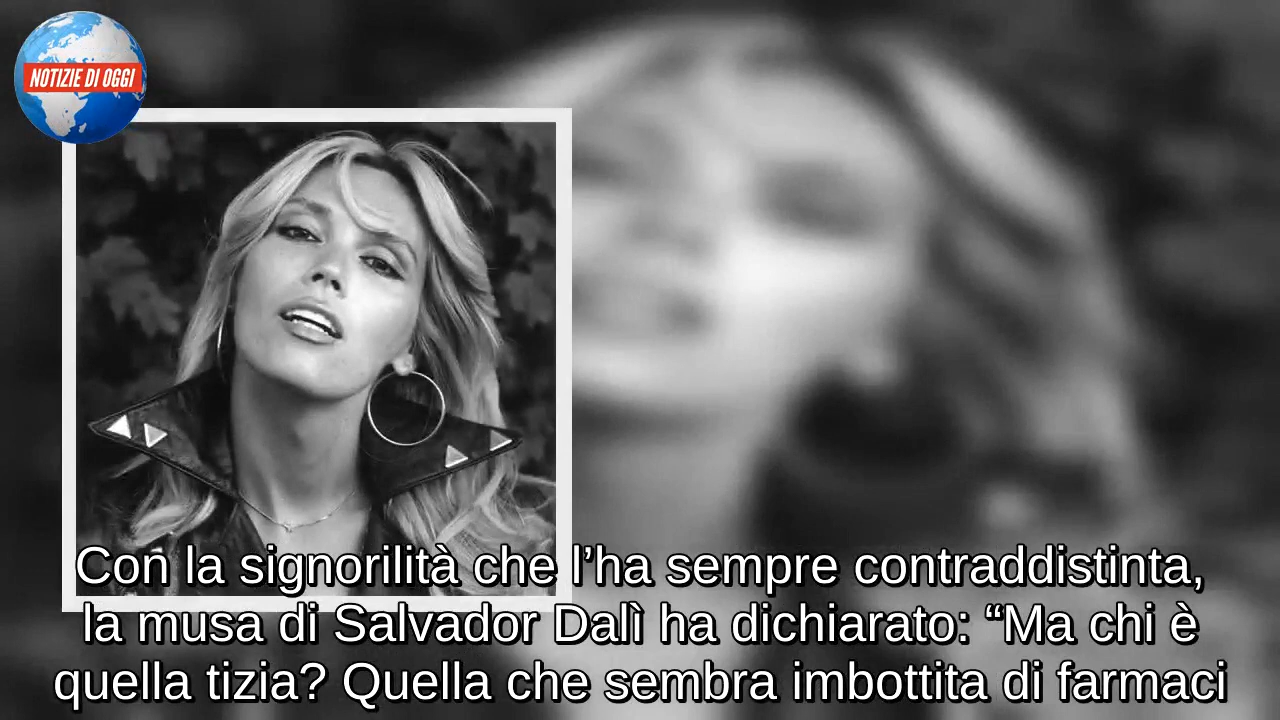 NOTIZIE DI OGGI
Con la signorilità che l’ha sempre contraddistinta,
la musa di Salvador Dalì ha dichiarato: “Ma chi è
quella tizia? Quella che sembra imbottita di farmaci